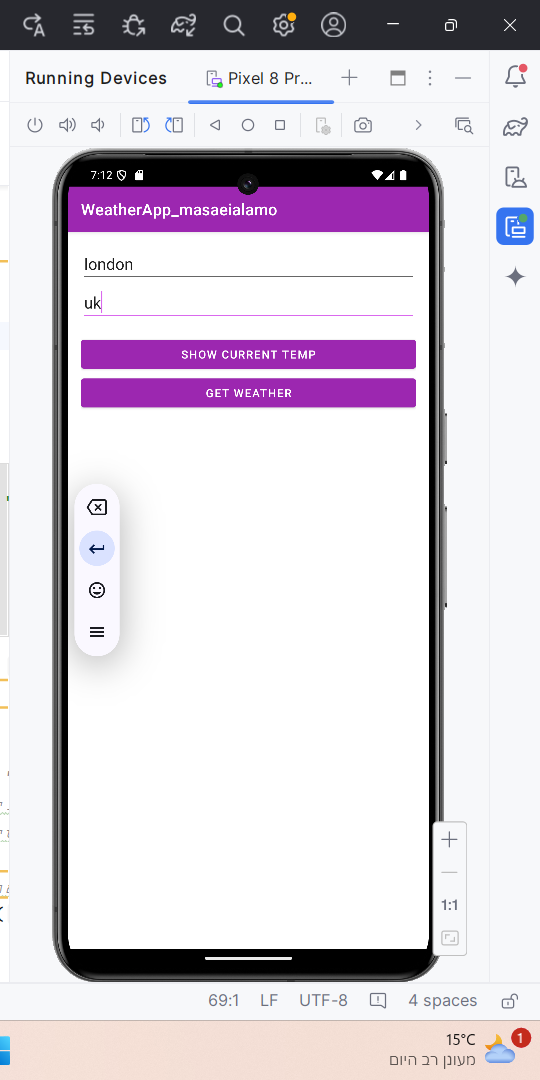 Running Devices
Pixel 8 Pr...
7:12
WeatherApp_masaeialamo
london
uk
SHOW CURRENT TEMP
GET WEATHER
1:1
69:1 LF UTF-8 4 spaces
15°C
מעונן רב היום
1